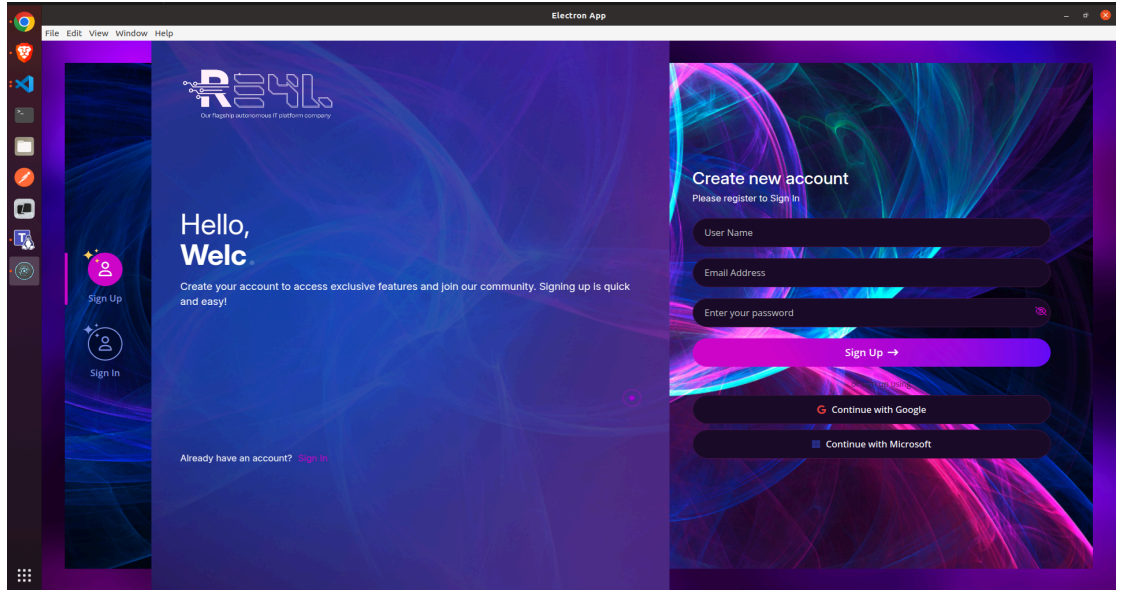 Electron App
File Edit View Window Help
REYL
Our flagship autonomous IT platform company
Hello,
Welc.
Create your account to access exclusive features and join our community. Signing up is quick
and easy!
Already have an account? Sign In
Sign Up
Sign In
Create new account
Please register to Sign In
User Name
Email Address
Enter your password
Sign Up →
up using
G Continue with Google
Continue with Microsoft